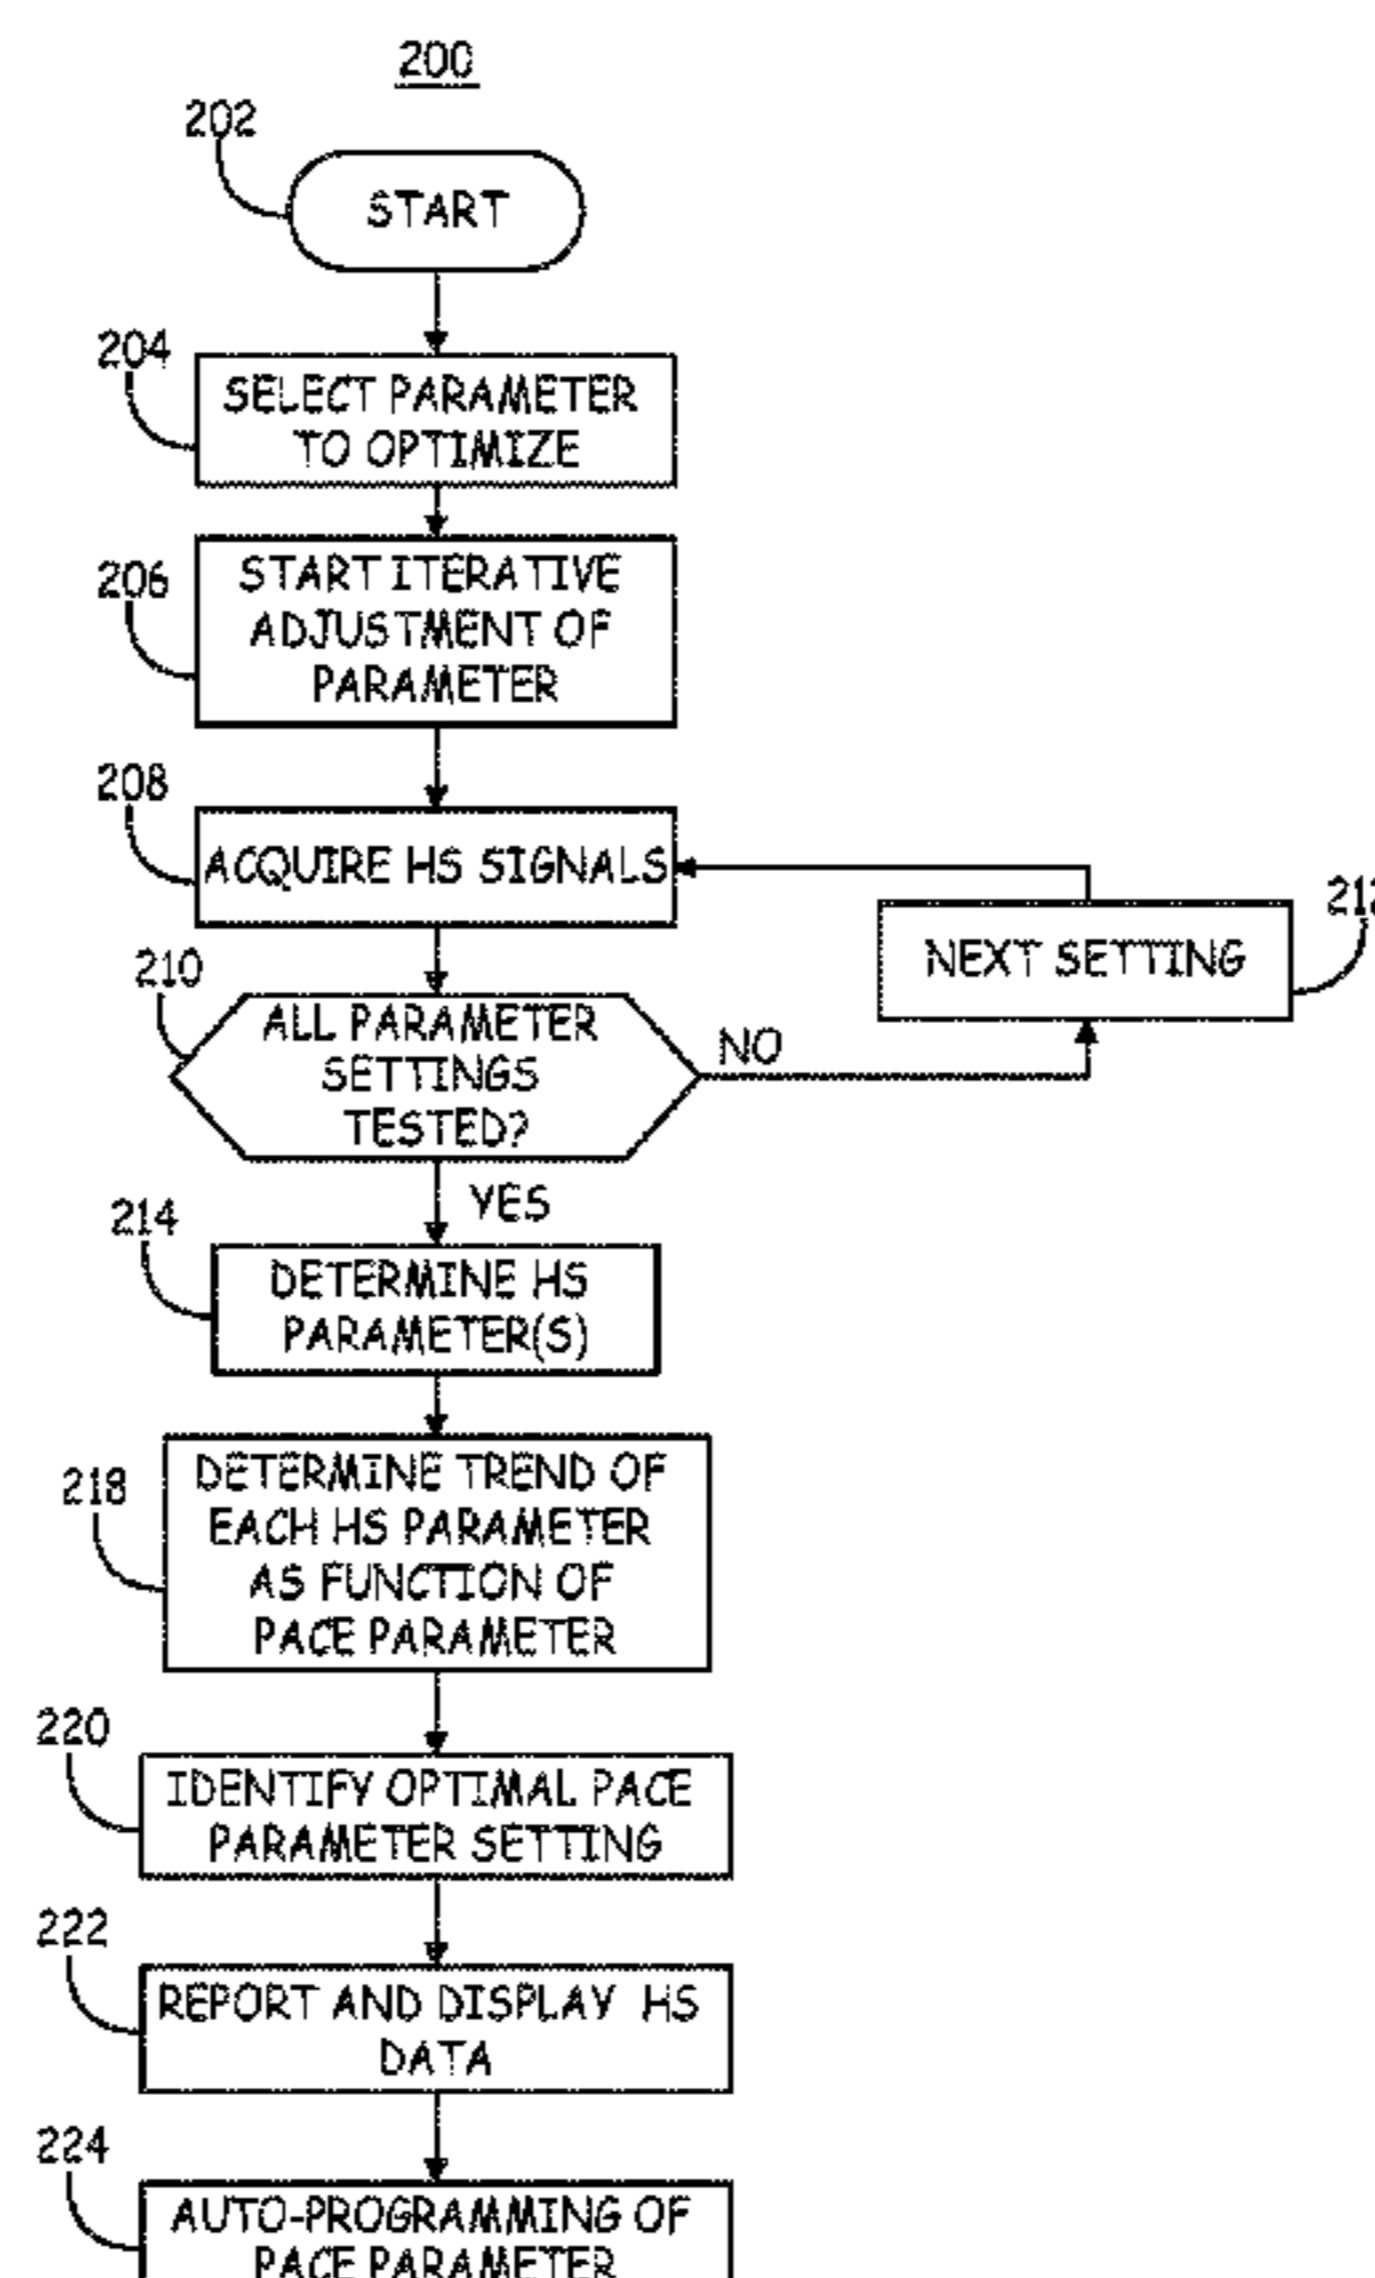 200
202
START
204
SELECT PARAMETER
TO OPTIMIZE
206
START ITERATIVE
ADJUSTMENT OF
PARAMETER
208
ACQUIRE HS SIGNALS
212
NEXT SETTING
210
ALL PARAMETER
SETTINGS
TESTED?
NO
YES
214
DETERMINE HS
PARAMETER(S)
218
DETERMINE TREND OF
EACH HS PARAMETER
AS FUNCTION OF
PACE PARAMETER
220
IDENTIFY OPTIMAL PACE
PARAMETER SETTING
222
REPORT AND DISPLAY HS
DATA
224
AUTO-PROGRAMMING OF
PACE PARAMETER